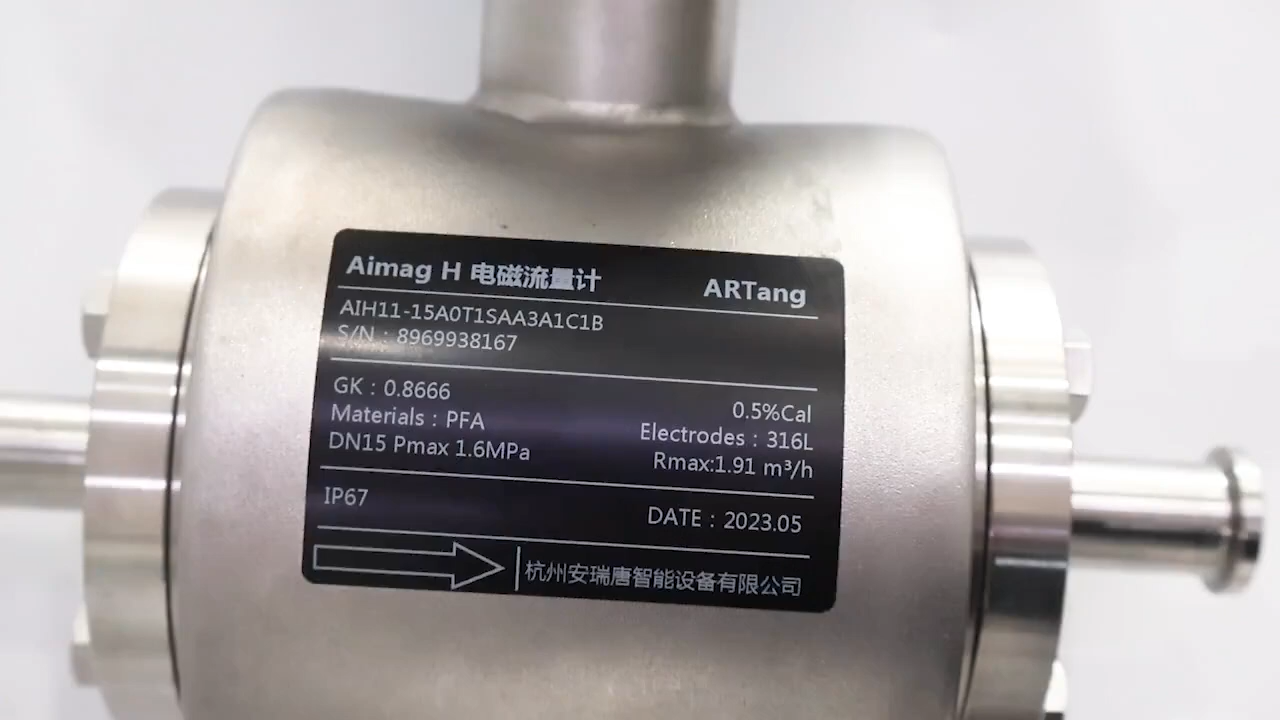 Aimag H 电磁流量计 ARTang
AIH11-15A0T1SAA3A1C1B
S/N : 8969938167
GK : 0.8666 0.5%Cal
Materials : PFA Electrodes : 316L
DN15 Pmax 1.6MPa Rmax:1.91 m³/h
IP67 DATE : 2023.05
杭州安瑞唐智能设备有限公司